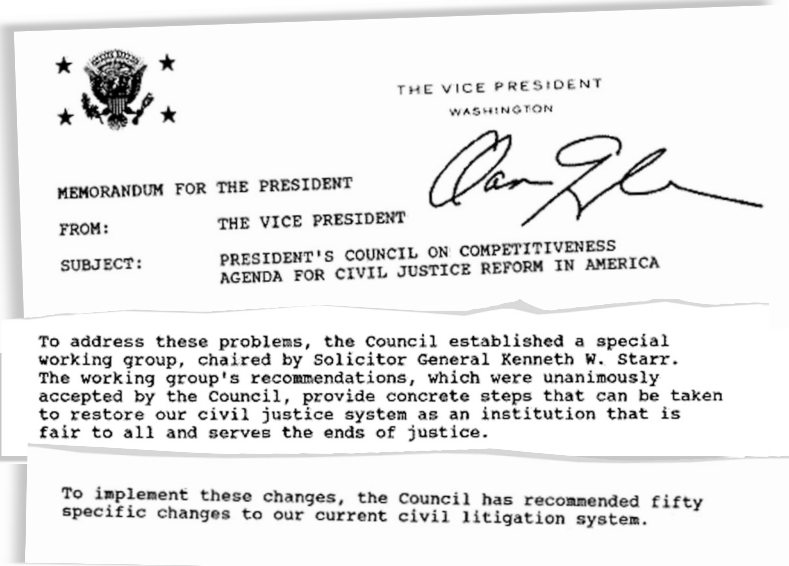 THE VICE PRESIDENT
WASHINGTON
MEMORANDUM FOR THE PRESIDENT
FROM: THE VICE PRESIDENT
SUBJECT: PRESIDENT'S COUNCIL ON COMPETITIVENESS
AGENDA FOR CIVIL JUSTICE REFORM IN AMERICA
To address these problems, the Council established a special
working group, chaired by Solicitor General Kenneth W. Starr.
The working group's recommendations, which were unanimously
accepted by the Council, provide concrete steps that can be taken
to restore our civil justice system as an institution that is
fair to all and serves the ends of justice.
To implement these changes, the Council has recommended fifty
specific changes to our current civil litigation system.